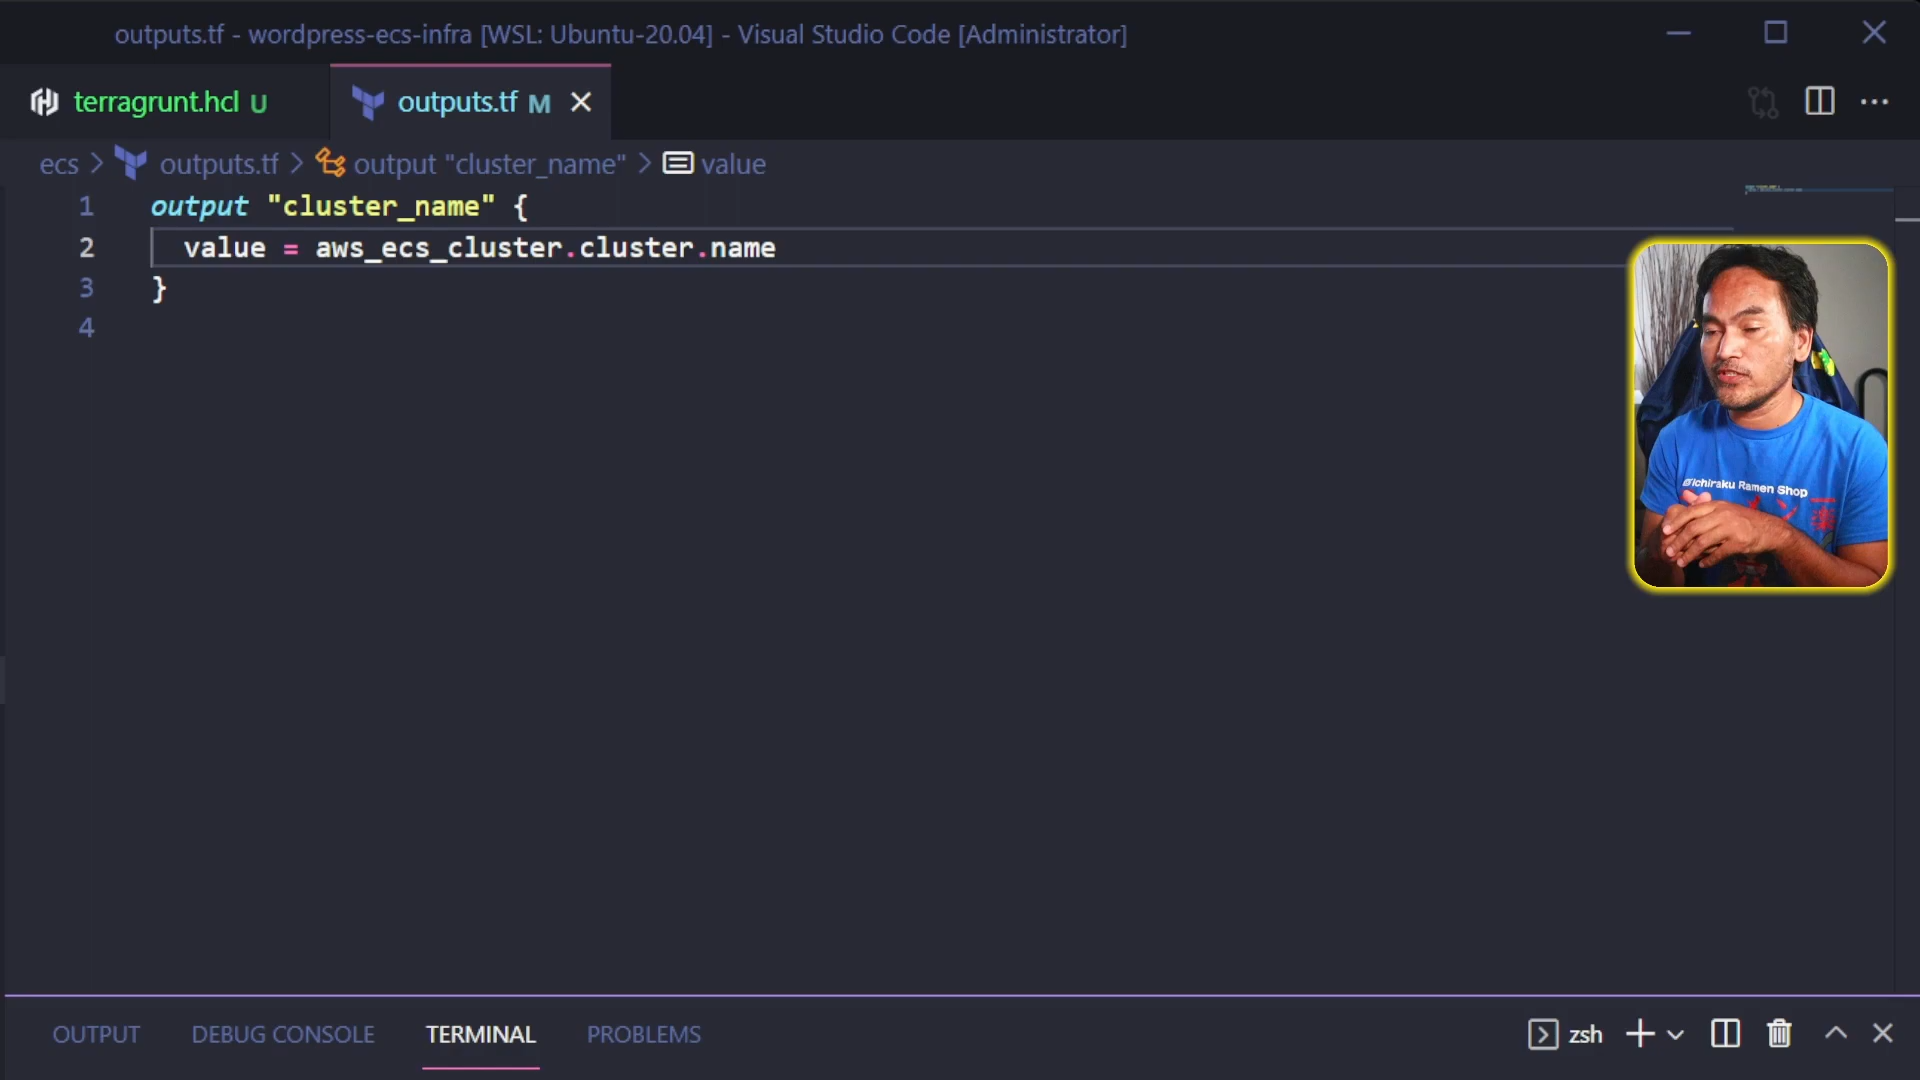 outputs.tf - wordpress-ecs-infra [WSL: Ubuntu-20.04] - Visual Studio Code [Administrator]
terragrunt.hcl U
outputs.tf M
ecs > outputs.tf > output "cluster_name" > value
1 output "cluster_name" {
2 value = aws_ecs_cluster.cluster.name
3 }
4
Ichiraku Ramen Shop
OUTPUT DEBUG CONSOLE TERMINAL PROBLEMS zsh